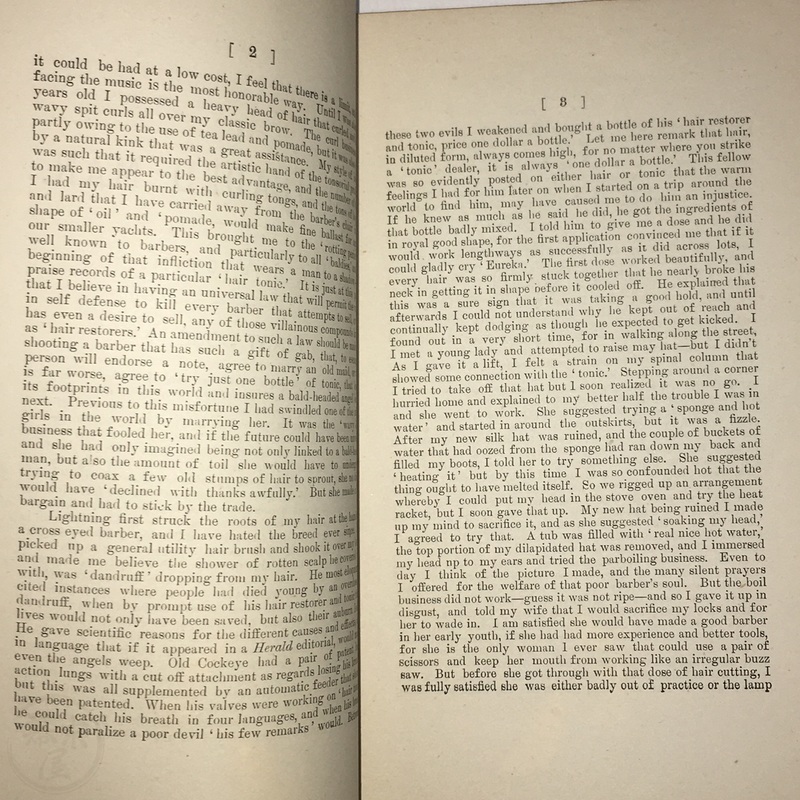 [ 2 ]
it could be had at a low cost, I feel that there is a
facing the music is the most honorable way. Until I
years old I possessed a heavy head of hair that curled
wavy spit curls all over my classic brow. The curl
partly owing to the use of tea lead and pomade, but it was
by a natural kink that was a great assistance. My style of
was such that it required the artistic hand of the tonsorial
to make me appear to the best advantage, and the number
I had my hair burnt with curling tongs, and the tons of
and lard that I have carried away from the barber's
shape of 'oil' and 'pomade,' would make fine ballast for
our smaller yachts. This brought me to the 'rotting
well known to barbers, and particularly to all 'baldies,
beginning of that infliction that wears a man to a
praise records of a particular 'hair tonic.' It is just at this
that I believe in having an universal law that will permit
in self defense to kill every barber that attempts to sell,
has even a desire to sell, any of those villainous compounds
as 'hair restorers.' An amendment to such a law should be
shooting a barber that has such a gift of gab, that, to
person will endorse a note, agree to marry an old maid,
is far worse, agree to 'try just one bottle' of tonic, that
its footprints in this world and insures a bald-headed angel
next. Previous to this misfortune I had swindled one of the
girls in the world by marrying her. It was the
business that fooled her, and if the future could have been
and she had only imagined being not only linked to a
man, but also the amount of toil she would have to
trying to coax a few old stumps of hair to sprout, she
would have 'declined with thanks awfully.' But she made
bargain and had to stick by the trade.
Lightning first struck the roots of my hair at the
a cross eyed barber, and I have hated the breed ever
picked up a general utility hair brush and shook it over my
and made me believe the shower of rotten scalp he
with, was 'dandruff' dropping from my hair. He most
cited instances where people had died young by an
dandruff, when by prompt use of his hair restorer and tonic
lives would not only have been saved, but also their auburn
He gave scientific reasons for the different causes and effects
in language that if it appeared in a Herald editorial, would
even the angels weep. Old Cockeye had a pair of patent
action lungs with a cut off attachment as regards losing his
but this was all supplemented by an automatic feeder that
have been patented. When his valves were working on 'hair
he could catch his breath in four languages, and when his
would not paralize a poor devil 'his few remarks' would.
[ 3 ]
these two evils I weakened and bought a bottle of his 'hair restorer
and tonic, price one dollar a bottle.' Let me here remark that hair,
in diluted form, always comes high, for no matter where you strike
a 'tonic' dealer, it is always 'one dollar a bottle.' This fellow
was so evidently posted on either hair or tonic that the warm
feelings I had for him later on when I started on a trip around the
world to find him, may have caused me to do him an injustice.
If he knew as much as he said he did, he got the ingredients of
that bottle badly mixed. I told him to give me a dose and he did
in royal good shape, for the first application convinced me that if it
would work lengthways as successfully as it did across lots, I
could gladly cry 'Eureka.' The first dose worked beautifully, and
every hair was so firmly stuck together that he nearly broke his
neck in getting it in shape before it cooled off. He explained that
this was a sure sign that it was taking a good hold, and until
afterwards I could not understand why he kept out of reach and
continually kept dodging as though he expected to get kicked. I
found out in a very short time, for in walking along the street,
I met a young lady and attempted to raise may hat—but I didn't
As I gave it a lift, I felt a strain on my spinal column that
showed some connection with the 'tonic.' Stepping around a corner
I tried to take off that hat but I soon realized it was no go. I
hurried home and explained to my better half the trouble I was in
and she went to work. She suggested trying a 'sponge and hot
water' and started in around the outskirts, but it was a fizzle.
After my new silk hat was ruined, and the couple of buckets of
water that had oozed from the sponge had ran down my back and
filled my boots, I told her to try something else. She suggested
'heating it' but by this time I was so confounded hot that the
thing ought to have melted itself. So we rigged up an arrangement
whereby I could put my head in the stove oven and try the heat
racket, but I soon gave that up. My new hat being ruined I made
up my mind to sacrifice it, and as she suggested 'soaking my head,'
I agreed to try that. A tub was filled with 'real nice hot water,'
the top portion of my dilapidated hat was removed, and I immersed
my head up to my ears and tried the parboiling business. Even to
day I think of the picture I made, and the many silent prayers
I offered for the welfare of that poor barber's soul. But the boil
business did not work—guess it was not ripe—and so I gave it up in
disgust, and told my wife that I would sacrifice my locks and for
her to wade in. I am satisfied she would have made a good barber
in her early youth, if she had had more experience and better tools,
for she is the only woman I ever saw that could use a pair of
scissors and keep her mouth from working like an irregular buzz
saw. But before she got through with that dose of hair cutting, I
was fully satisfied she was either badly out of practice or the lamp